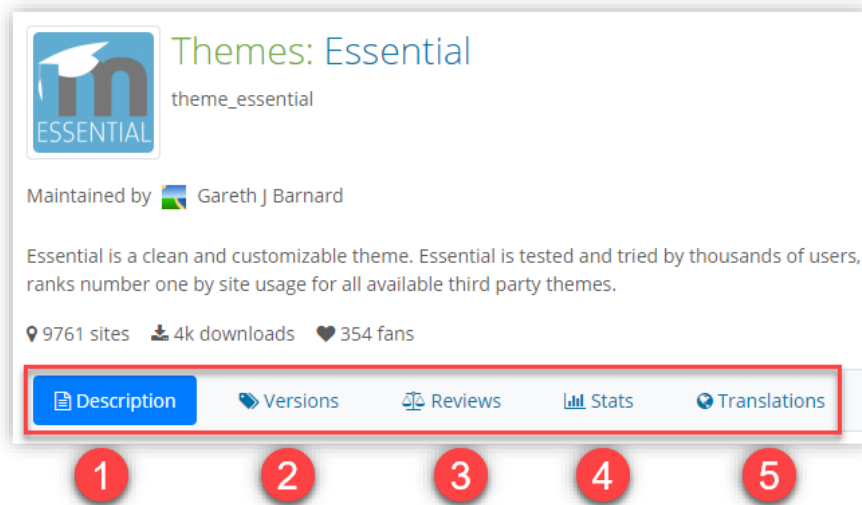 m
ESSENTIAL
Themes: Essential
theme_essential
Maintained by Gareth J Barnard
Essential is a clean and customizable theme. Essential is tested and tried by thousands of users,
ranks number one by site usage for all available third party themes.
9761 sites 4k downloads 354 fans
Description Versions Reviews Stats Translations
1 2 3 4 5